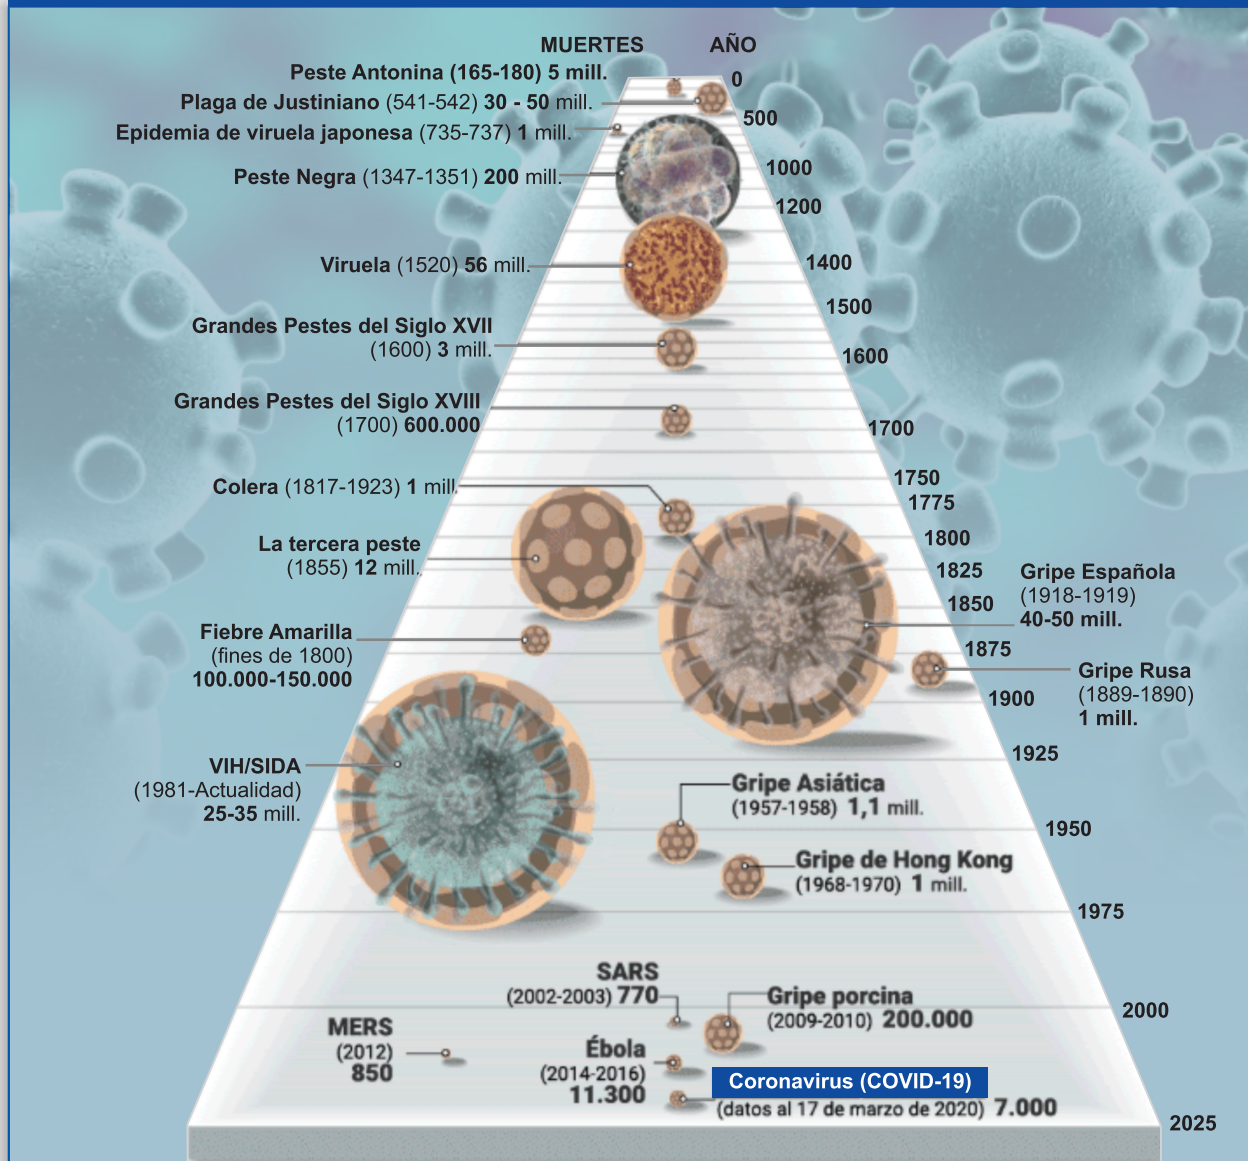 MUERTES AÑO
Peste Antonina (165-180) 5 mill.
0
Plaga de Justiniano (541-542) 30 - 50 mill.
500
Epidemia de viruela japonesa (735-737) 1 mill.
Peste Negra (1347-1351) 200 mill.
1000
1200
Viruela (1520) 56 mill.
1400
1500
Grandes Pestes del Siglo XVII
(1600) 3 mill.
1600
Grandes Pestes del Siglo XVIII
(1700) 600.000
1700
1750
Colera (1817-1923) 1 mill.
1775
1800
La tercera peste
(1855) 12 mill.
1825
Gripe Española
(1918-1919)
40-50 mill.
1850
Fiebre Amarilla
(fines de 1800)
100.000-150.000
1875
Gripe Rusa
(1889-1890)
1 mill.
1900
1925
VIH/SIDA
(1981-Actualidad)
25-35 mill.
Gripe Asiática
(1957-1958) 1,1 mill.
1950
Gripe de Hong Kong
(1968-1970) 1 mill.
1975
SARS
(2002-2003) 770
Gripe porcina
(2009-2010) 200.000
2000
MERS
(2012)
850
Ébola
(2014-2016)
11.300
Coronavirus (COVID-19)
(datos al 17 de marzo de 2020) 7.000
2025